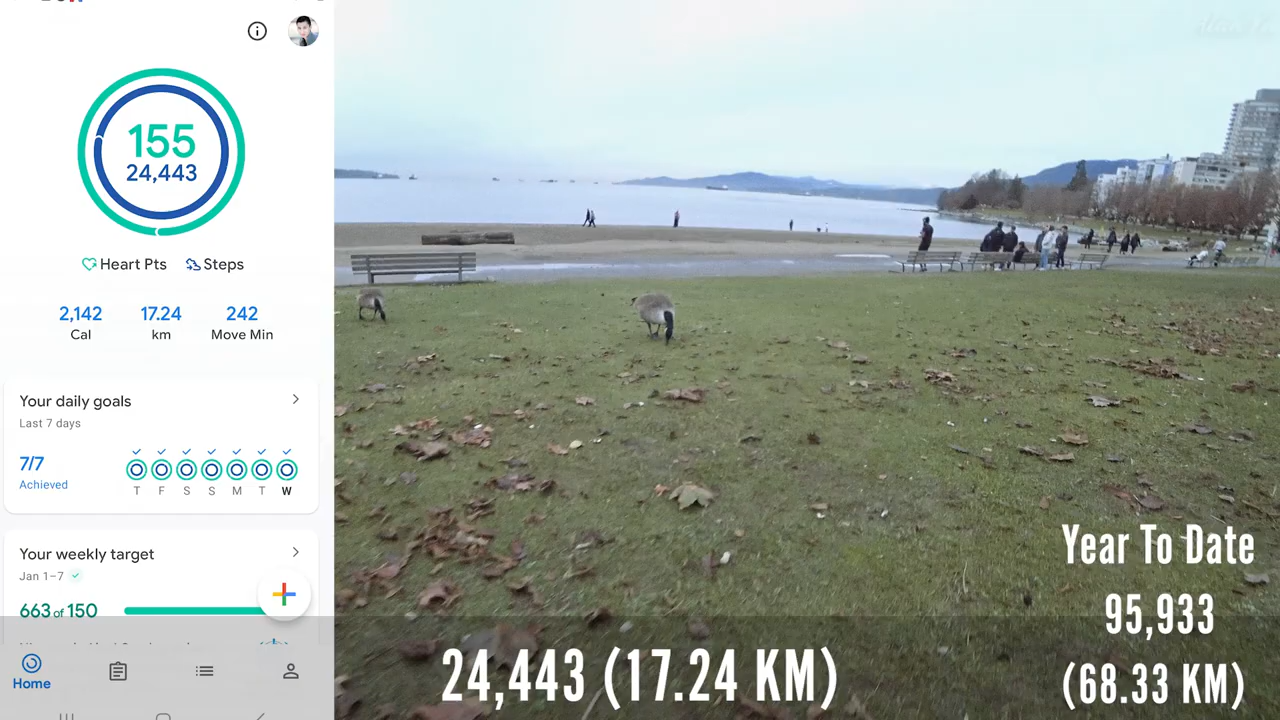 155
24,443
Heart Pts Steps
2,142 17.24 242
Cal km Move Min
Your daily goals
Last 7 days
7/7
Achieved
T F S S M T W
Your weekly target
Jan 1–7
663 of 150
Home
24,443 (17.24 KM)
Year To Date
95,933
(68.33 KM)